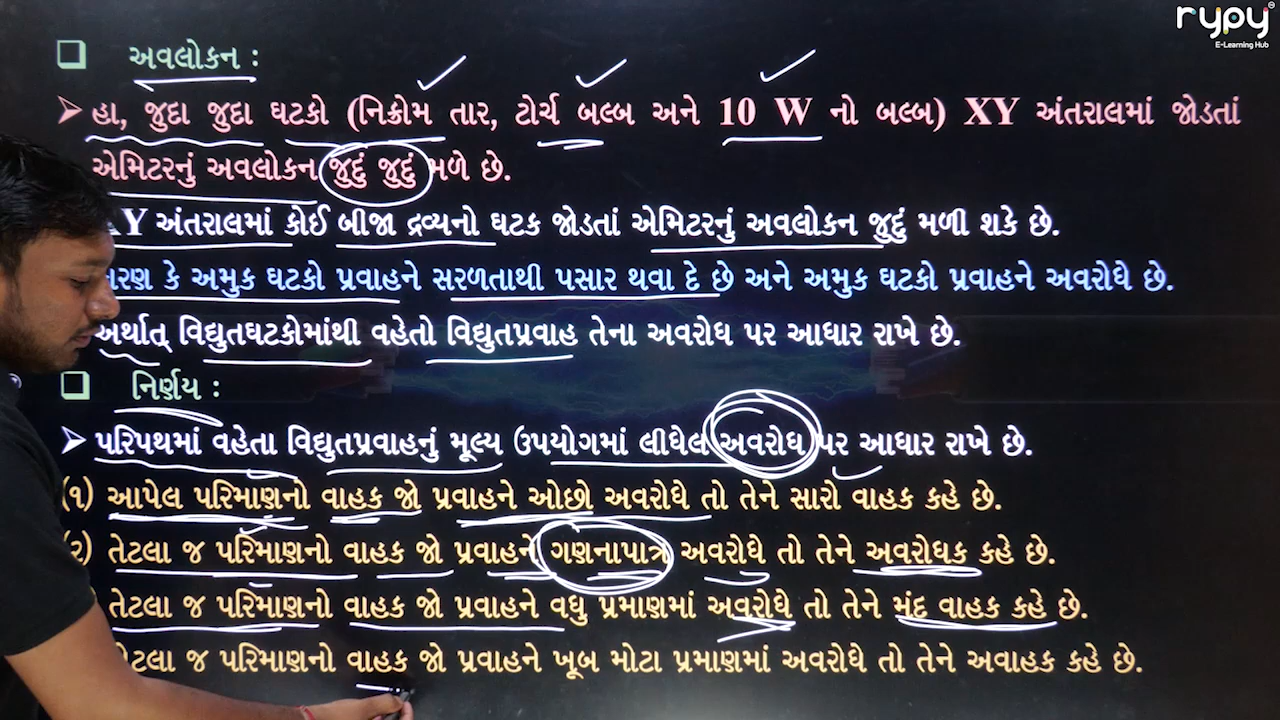 rypy
E-Learning Hub
અવલોકન :
હા, જુદા જુદા ઘટકો (નિક્રોમ તાર, ટોર્ચ બલ્બ અને 10 W નો બલ્બ) XY અંતરાલમાં જોડતાં
એમિટરનું અવલોકન જુદું જુદું મળે છે.
XY અંતરાલમાં કોઈ બીજા દ્રવ્યનો ઘટક જોડતાં એમિટરનું અવલોકન જુદું મળી શકે છે.
કે અમુક ઘટકો પ્રવાહને સરળતાથી પસાર થવા દે છે અને અમુક ઘટકો પ્રવાહને અવરોધે છે.
અર્થાત્ વિદ્યુતઘટકોમાંથી વહેતો વિદ્યુતપ્રવાહ તેના અવરોધ પર આધાર રાખે છે.
નિર્ણય :
પરિપથમાં વહેતા વિદ્યુતપ્રવાહનું મૂલ્ય ઉપયોગમાં લીધેલ અવરોધ પર આધાર રાખે છે.
(૧) આપેલ પરિમાણનો વાહક જો પ્રવાહને ઓછો અવરોધે તો તેને સારો વાહક કહે છે.
(૨) તેટલા જ પરિમાણનો વાહક જો પ્રવાહને ગણનાપાત્ર અવરોધે તો તેને અવરોધક કહે છે.
તેટલા જ પરિમાણનો વાહક જો પ્રવાહને વધુ પ્રમાણમાં અવરોધે તો તેને મંદ વાહક કહે છે.
તેટલા જ પરિમાણનો વાહક જો પ્રવાહને ખૂબ મોટા પ્રમાણમાં અવરોધે તો તેને અવાહક કહે છે.